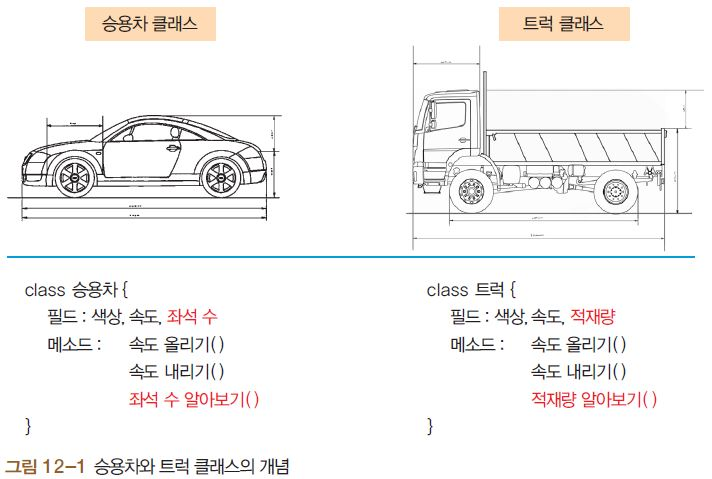 승용차 클래스
트럭 클래스
class 승용차 {
필드 : 색상, 속도, 좌석 수
메소드 : 속도 올리기( )
속도 내리기( )
좌석 수 알아보기( )
}
class 트럭 {
필드 : 색상, 속도, 적재량
메소드 : 속도 올리기( )
속도 내리기( )
적재량 알아보기( )
}
그림 12-1 승용차와 트럭 클래스의 개념